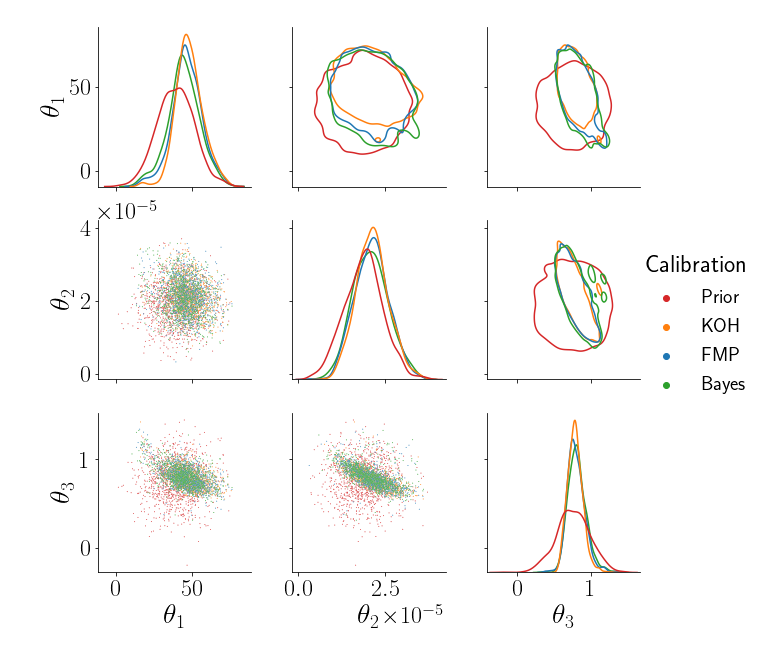 θ₁
50
0
×10⁻⁵
θ₂
4
2
0
Calibration
Prior
KOH
FMP
Bayes
θ₃
1
0
0 50
0.0 2.5
0 1
θ₁
θ₂×10⁻⁵
θ₃